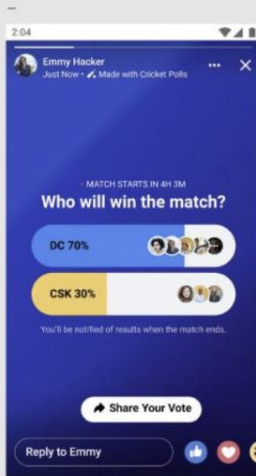 2:04
Emmy Hacker
Just Now • Made with Cricket Polls
• MATCH STARTS IN 4H 3M
Who will win the match?
DC 70%
CSK 30%
You'll be notified of results when the match ends.
Share Your Vote
Reply to Emmy